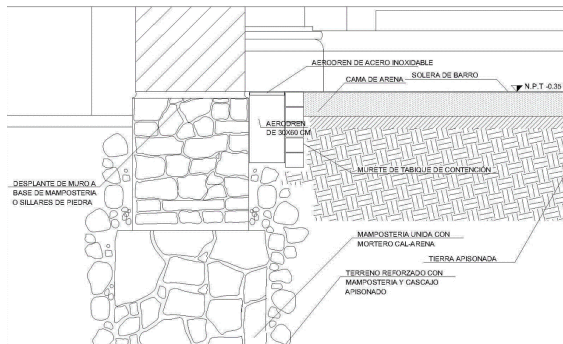 AERODREN DE ACERO INOXIDABLE
CAMA DE ARENA
SOLERA DE BARRO
N.P.T -0.35
AERODREN
DE 30X60 CM
MURETE DE TABIQUE DE CONTENCIÓN
DESPLANTE DE MURO A
BASE DE MAMPOSTERIA
O SILLARES DE PIEDRA
MAMPOSTERIA UNIDA CON
MORTERO CAL-ARENA
TIERRA APISONADA
TERRENO REFORZADO CON
MAMPOSTERIA Y CASCAJO
APISONADO